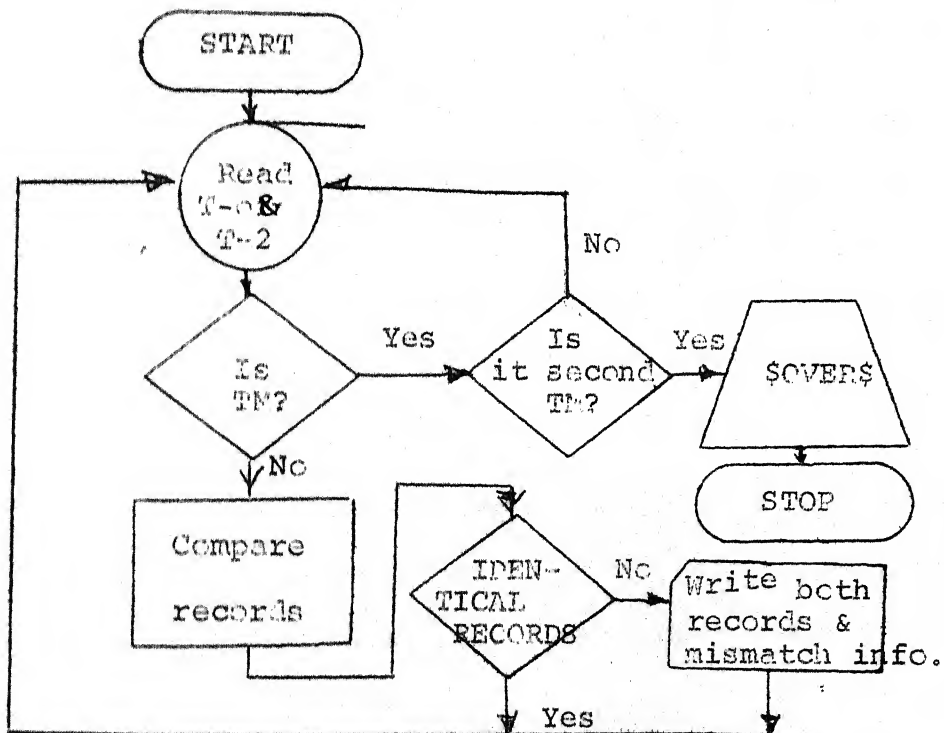 START
Read
T-0&
T-2
No
Is
TM?
Yes
Is
it second
TM?
Yes
$OVER$
STOP
No
Compare
records
IDEN-
TICAL
RECORDS
No
Write both
records &
mismatch info.
Yes